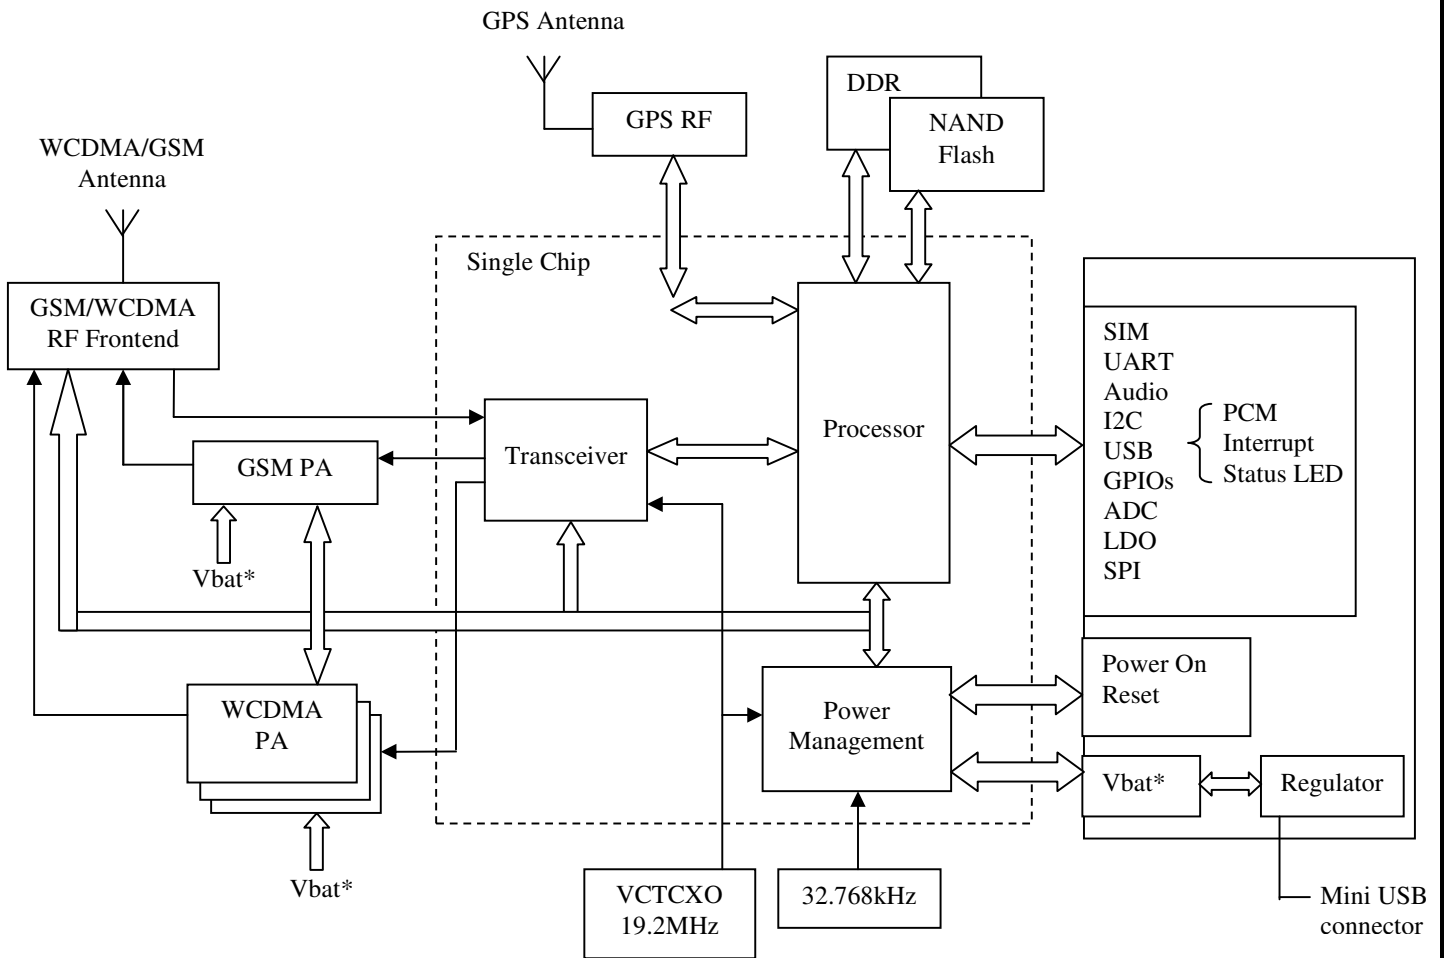 GPS Antenna
DDR
GPS RF
NAND
Flash
WCDMA/GSM
Antenna
Single Chip
GSM/WCDMA
RF Frontend
SIM
UART
Audio
I2C
USB
GPIOs
ADC
LDO
SPI
PCM
Interrupt
Status LED
Processor
Transceiver
GSM PA
Vbat*
Power On
Reset
WCDMA
PA
Power
Management
Vbat*
Regulator
Vbat*
VCTCXO
19.2MHz
32.768kHz
Mini USB
connector